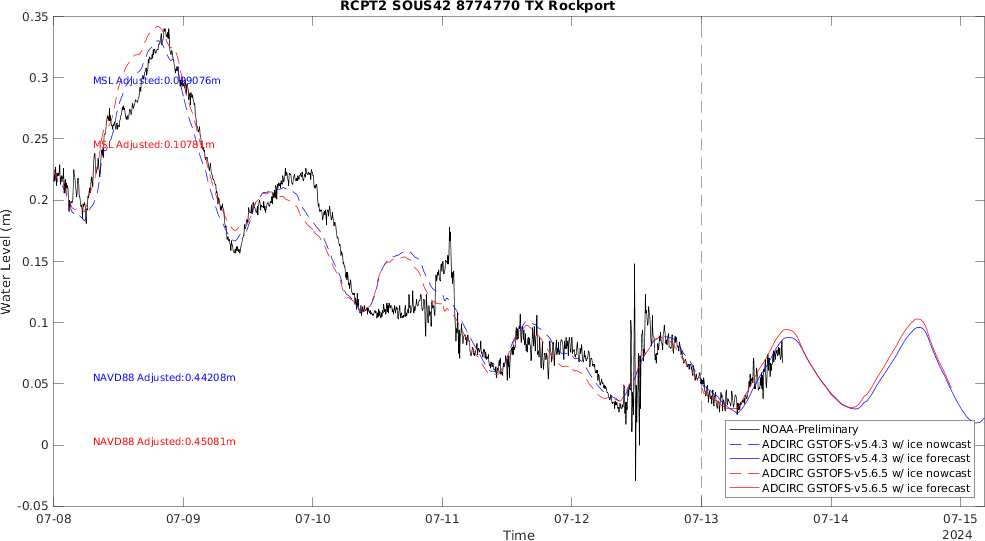 RCPT2 SOUS42 8774770 TX Rockport
0.35
0.3
0.25
0.2
0.15
0.1
0.05
0
-0.05
Water Level (m)
MSL Adjusted:0.099076m
MSL Adjusted:0.10781m
NAVD88 Adjusted:0.44208m
NAVD88 Adjusted:0.45081m
NOAA-Preliminary
ADCIRC GSTOFS-v5.4.3 w/ ice nowcast
ADCIRC GSTOFS-v5.4.3 w/ ice forecast
ADCIRC GSTOFS-v5.6.5 w/ ice nowcast
ADCIRC GSTOFS-v5.6.5 w/ ice forecast
07-08 07-09 07-10 07-11 07-12 07-13 07-14 07-15
Time
2024